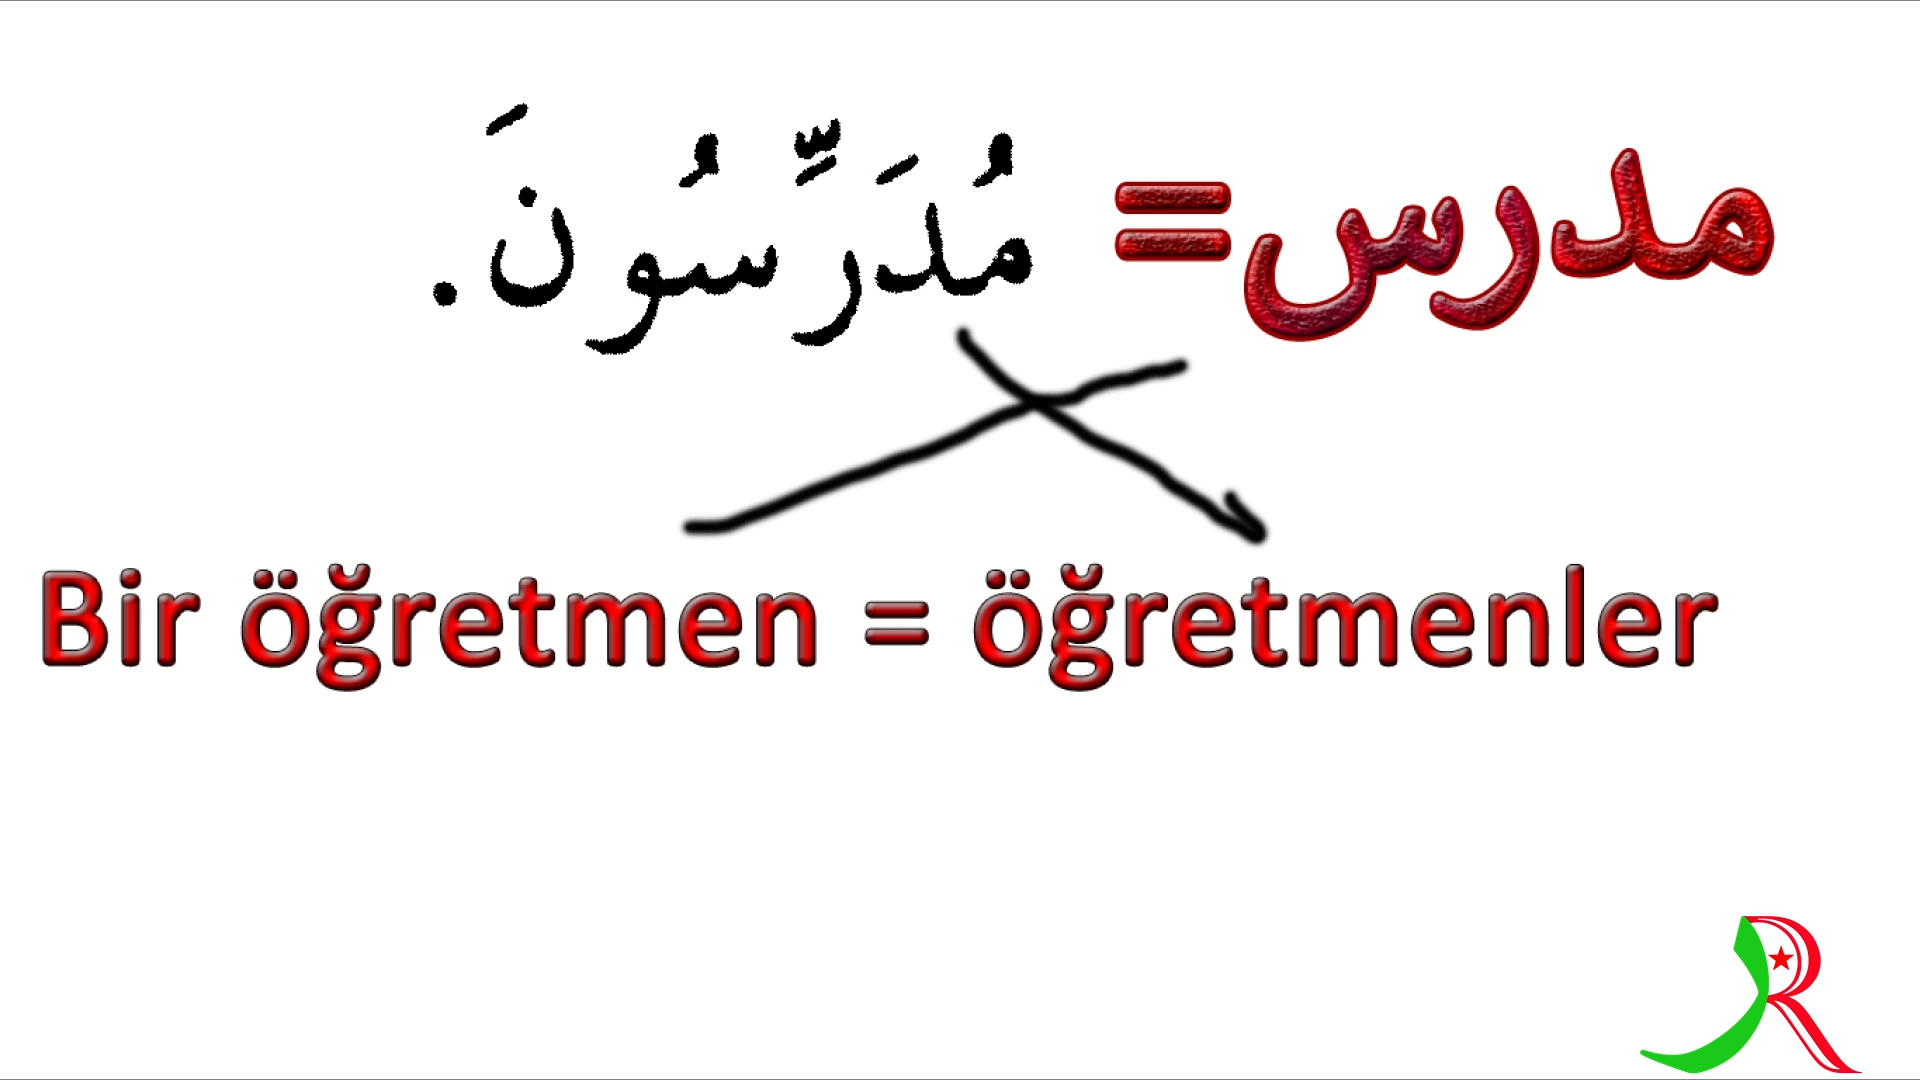 مدرس= مُدَرِّسُونَ.
Bir öğretmen = öğretmenler